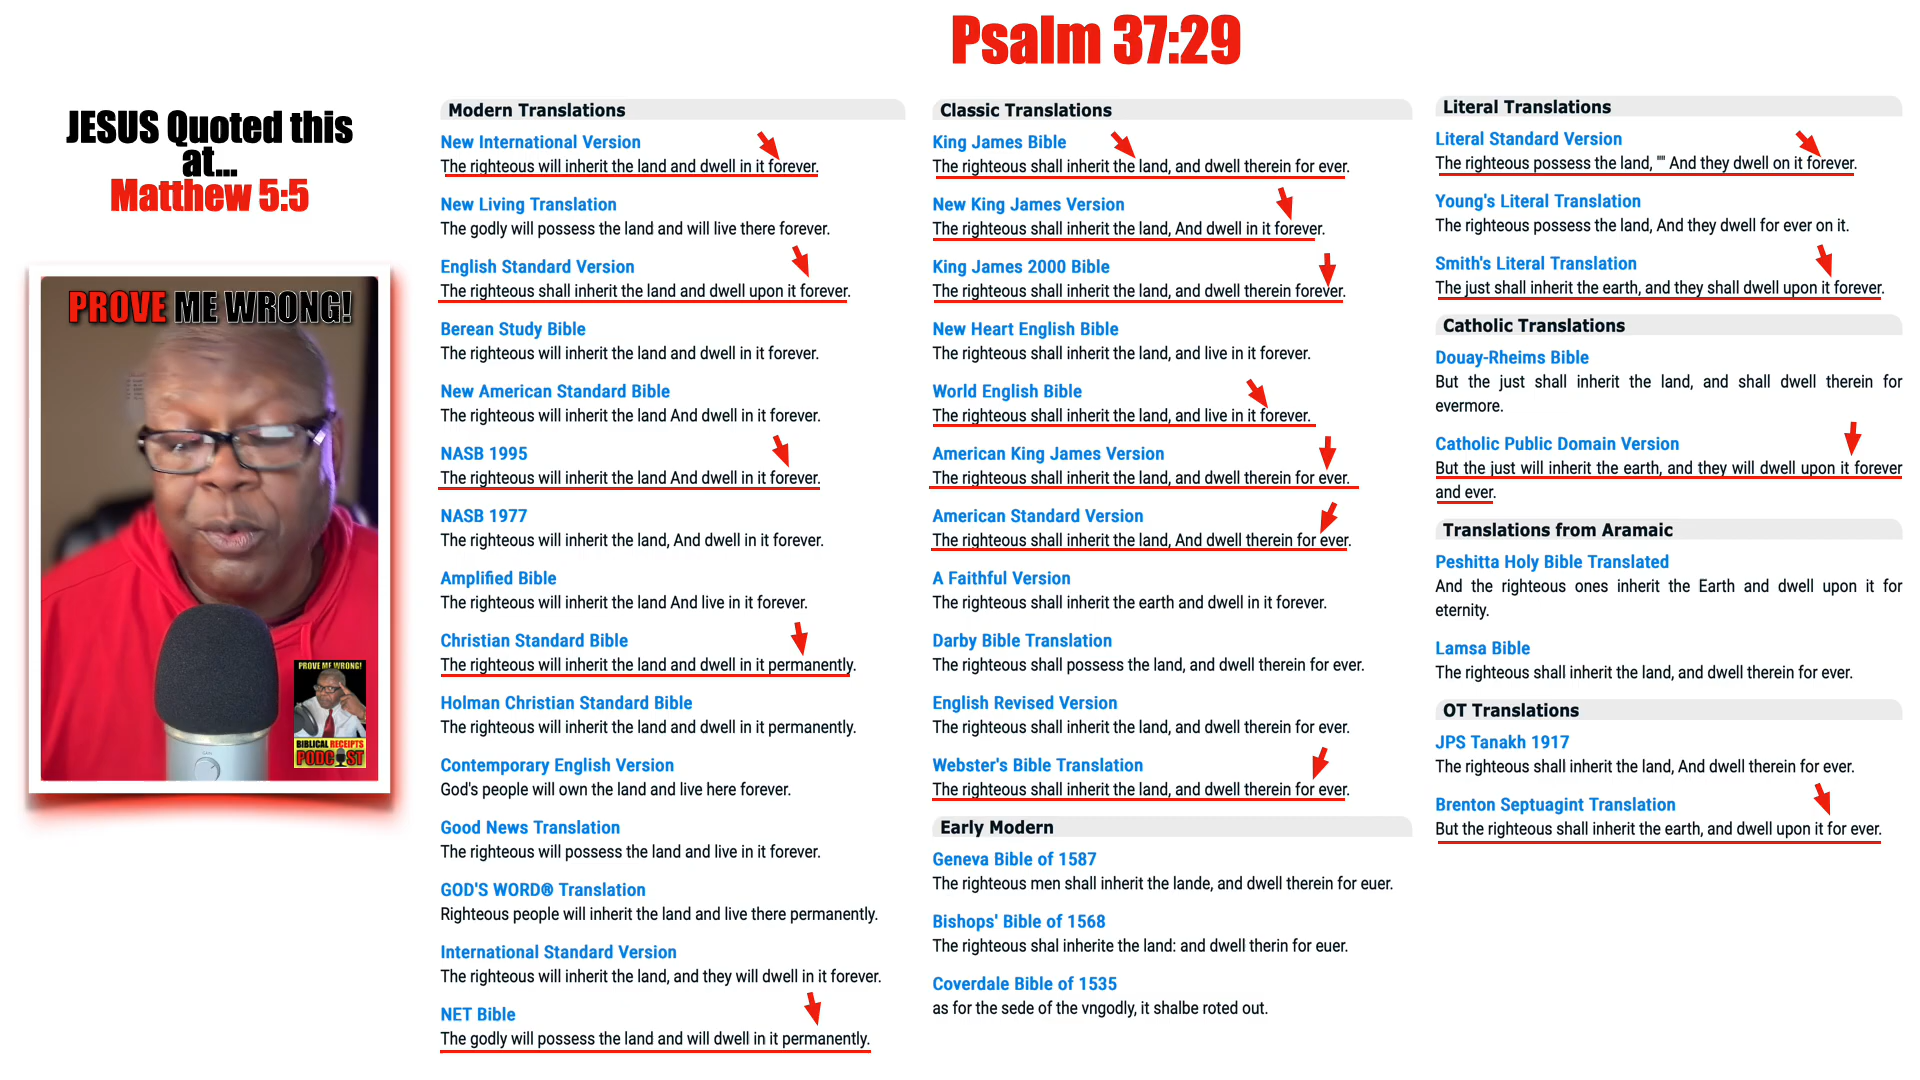 Psalm 37:29
JESUS Quoted this
at...
Matthew 5:5
PROVE ME WRONG!
PROVE ME WRONG!
BIBLICAL RECEIPTS
PODCAST
Modern Translations
New International Version
The righteous will inherit the land and dwell in it forever.
New Living Translation
The godly will possess the land and will live there forever.
English Standard Version
The righteous shall inherit the land and dwell upon it forever.
Berean Study Bible
The righteous will inherit the land and dwell in it forever.
New American Standard Bible
The righteous will inherit the land And dwell in it forever.
NASB 1995
The righteous will inherit the land And dwell in it forever.
NASB 1977
The righteous will inherit the land, And dwell in it forever.
Amplified Bible
The righteous will inherit the land And live in it forever.
Christian Standard Bible
The righteous will inherit the land and dwell in it permanently.
Holman Christian Standard Bible
The righteous will inherit the land and dwell in it permanently.
Contemporary English Version
God's people will own the land and live here forever.
Good News Translation
The righteous will possess the land and live in it forever.
GOD'S WORD® Translation
Righteous people will inherit the land and live there permanently.
International Standard Version
The righteous will inherit the land, and they will dwell in it forever.
NET Bible
The godly will possess the land and will dwell in it permanently.
Classic Translations
King James Bible
The righteous shall inherit the land, and dwell therein for ever.
New King James Version
The righteous shall inherit the land, And dwell in it forever.
King James 2000 Bible
The righteous shall inherit the land, and dwell therein forever.
New Heart English Bible
The righteous shall inherit the land, and live in it forever.
World English Bible
The righteous shall inherit the land, and live in it forever.
American King James Version
The righteous shall inherit the land, and dwell therein for ever.
American Standard Version
The righteous shall inherit the land, And dwell therein for ever.
A Faithful Version
The righteous shall inherit the earth and dwell in it forever.
Darby Bible Translation
The righteous shall possess the land, and dwell therein for ever.
English Revised Version
The righteous shall inherit the land, and dwell therein for ever.
Webster's Bible Translation
The righteous shall inherit the land, and dwell therein for ever.
Early Modern
Geneva Bible of 1587
The righteous men shall inherit the lande, and dwell therein for euer.
Bishops' Bible of 1568
The righteous shal inherite the land: and dwell therin for euer.
Coverdale Bible of 1535
as for the sede of the vngodly, it shalbe roted out.
Literal Translations
Literal Standard Version
The righteous possess the land, "" And they dwell on it forever.
Young's Literal Translation
The righteous possess the land, And they dwell for ever on it.
Smith's Literal Translation
The just shall inherit the earth, and they shall dwell upon it forever.
Catholic Translations
Douay-Rheims Bible
But the just shall inherit the land, and shall dwell therein for
evermore.
Catholic Public Domain Version
But the just will inherit the earth, and they will dwell upon it forever
and ever.
Translations from Aramaic
Peshitta Holy Bible Translated
And the righteous ones inherit the Earth and dwell upon it for
eternity.
Lamsa Bible
The righteous shall inherit the land, and dwell therein for ever.
OT Translations
JPS Tanakh 1917
The righteous shall inherit the land, And dwell therein for ever.
Brenton Septuagint Translation
But the righteous shall inherit the earth, and dwell upon it for ever.